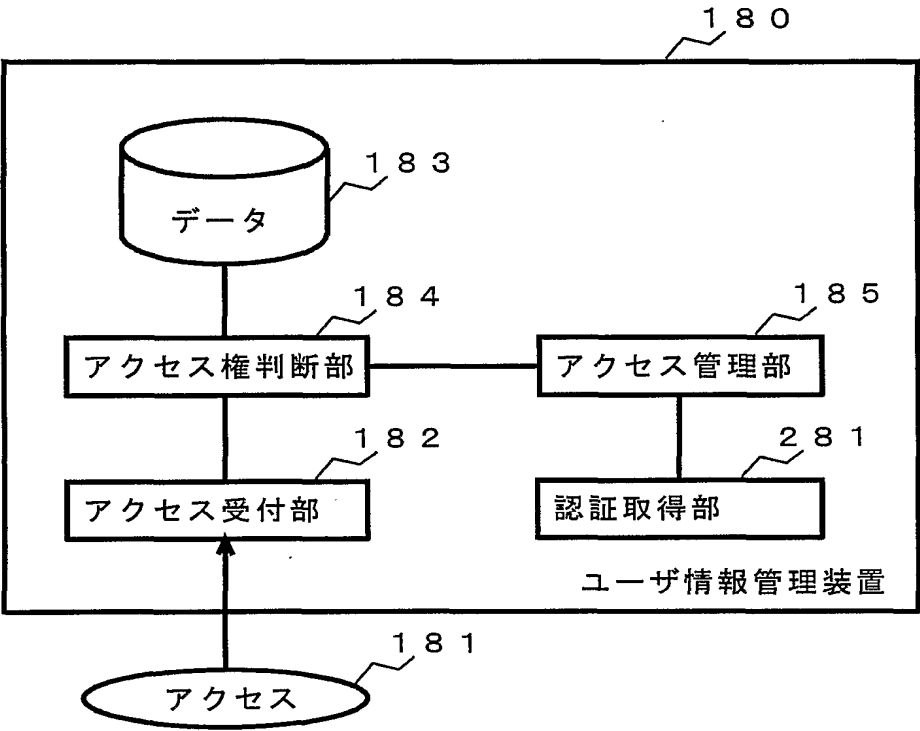 180
183
データ
184
アクセス権判断部
185
アクセス管理部
182
アクセス受付部
281
認証取得部
ユーザ情報管理装置
181
アクセス